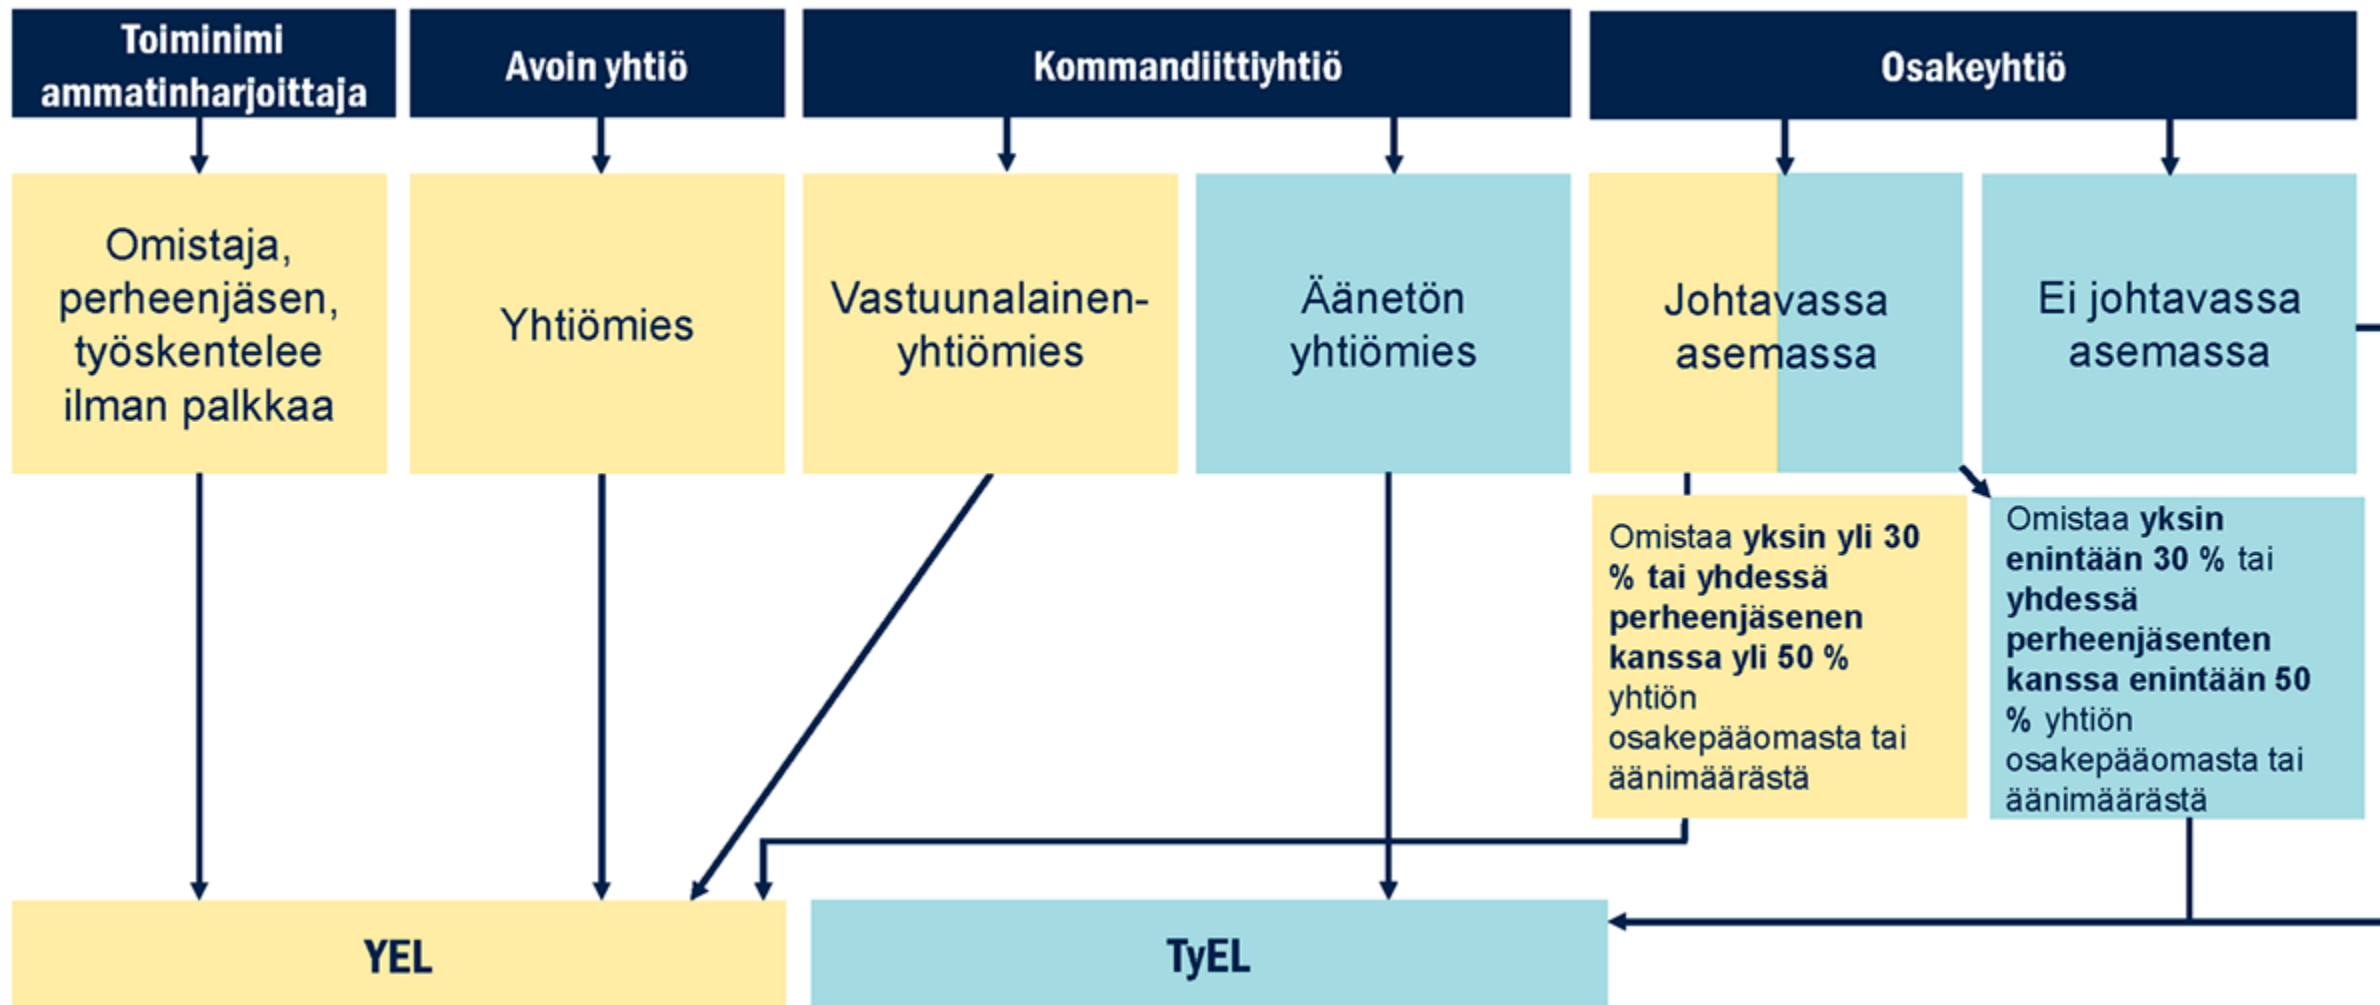 Toiminimi
ammatinharjoittaja
Avoin yhtiö
Kommandiittiyhtiö
Osakeyhtiö
Omistaja,
perheenjäsen,
työskentelee
ilman palkkaa
Yhtiömies
Vastuunalainen-
yhtiömies
Äänetön
yhtiömies
Johtavassa
asemassa
Ei johtavassa
asemassa
Omistaa yksin yli 30
% tai yhdessä
perheenjäsenen
kanssa yli 50 %
yhtiön
osakepääomasta tai
äänimäärästä
Omistaa yksin
enintään 30 % tai
yhdessä
perheenjäsenten
kanssa enintään 50
% yhtiön
osakepääomasta tai
äänimäärästä
YEL
TyEL